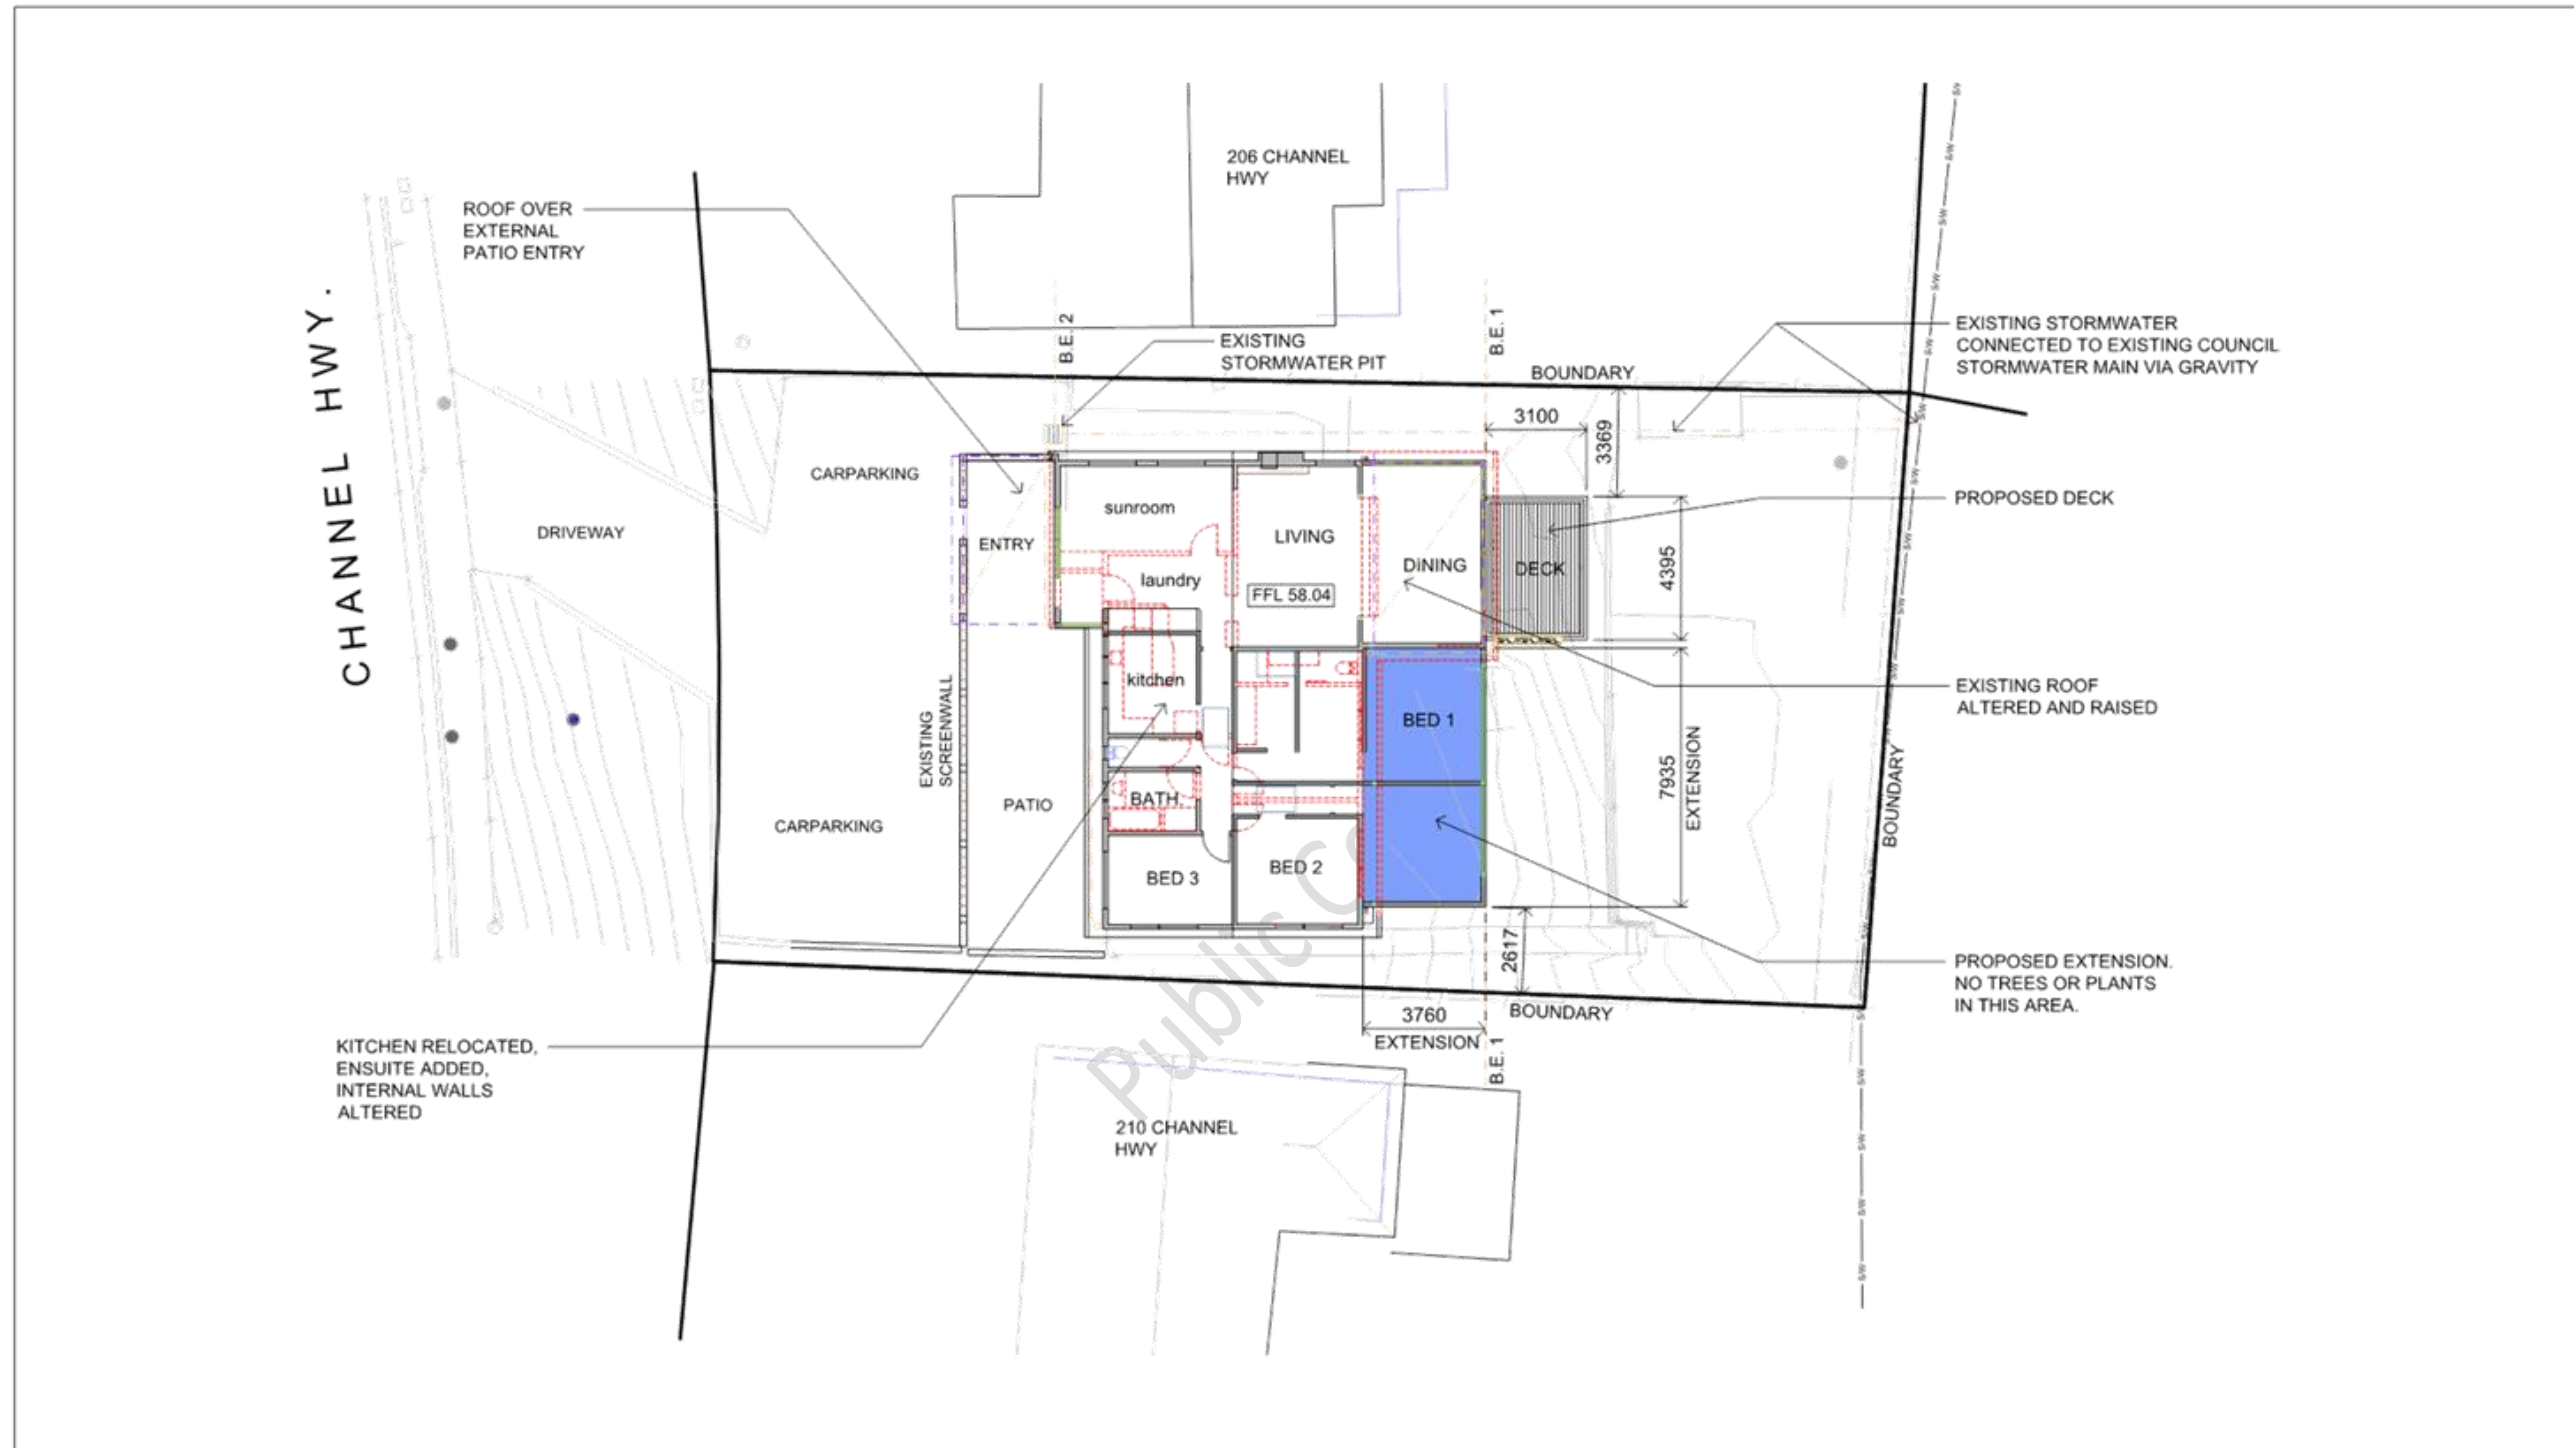 206 CHANNEL
HWY
ROOF OVER
EXTERNAL
PATIO ENTRY
CHANNEL HWY.
B.E. 2
EXISTING
STORMWATER PIT
B.E. 1
BOUNDARY
EXISTING STORMWATER
CONNECTED TO EXISTING COUNCIL
STORMWATER MAIN VIA GRAVITY
3100
3369
CARPARKING
DRIVEWAY
ENTRY
sunroom
LIVING
DINING
DECK
PROPOSED DECK
laundry
FFL 58.04
4395
kitchen
BED 1
EXISTING ROOF
ALTERED AND RAISED
EXISTING
SCREENWALL
PATIO
BATH.
7935
EXTENSION
BOUNDARY
CARPARKING
BED 3
BED 2
2617
PROPOSED EXTENSION.
NO TREES OR PLANTS
IN THIS AREA.
3760
EXTENSION
BOUNDARY
B.E. 1
KITCHEN RELOCATED,
ENSUITE ADDED,
INTERNAL WALLS
ALTERED
210 CHANNEL
HWY
Public Co
S/W
S/W
S/W
S/W
S/W
S/W
S/W
S/W
S/W
S/W
S/W
S/W
S/W
S/W